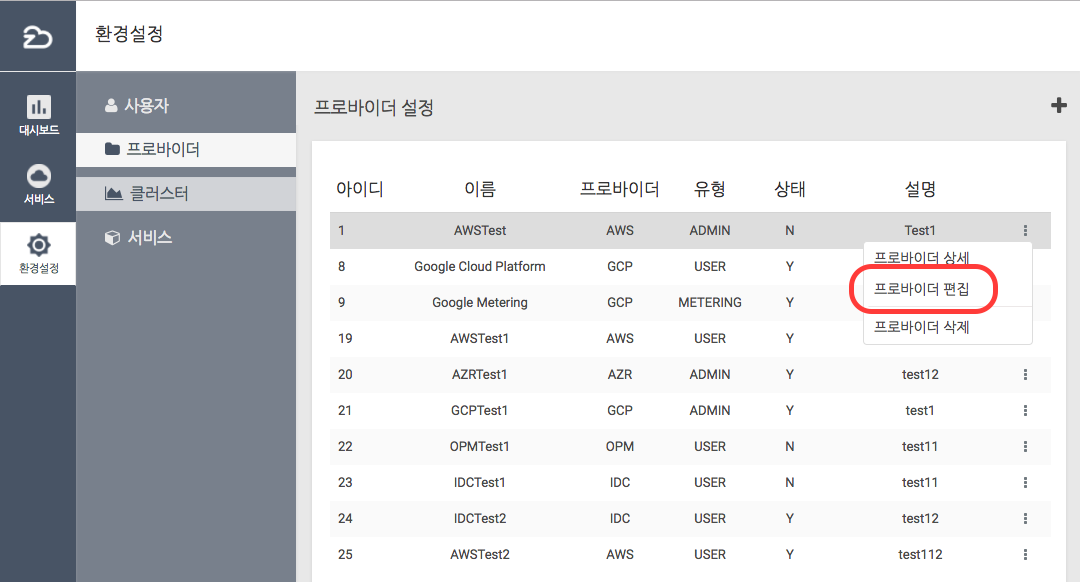 환경설정
대시보드
서비스
환경설정
사용자
프로바이더
클러스터
서비스
프로바이더 설정
아이디 이름 프로바이더 유형 상태 설명
1 AWSTest AWS ADMIN N Test1
프로바이더 상세
8 Google Cloud Platform GCP USER Y
프로바이더 편집
9 Google Metering GCP METERING Y
프로바이더 삭제
19 AWSTest1 AWS USER Y
20 AZRTest1 AZR ADMIN Y test12
21 GCPTest1 GCP ADMIN Y test1
22 OPMTest1 OPM USER N test11
23 IDCTest1 IDC USER N test11
24 IDCTest2 IDC USER Y test12
25 AWSTest2 AWS USER Y test112